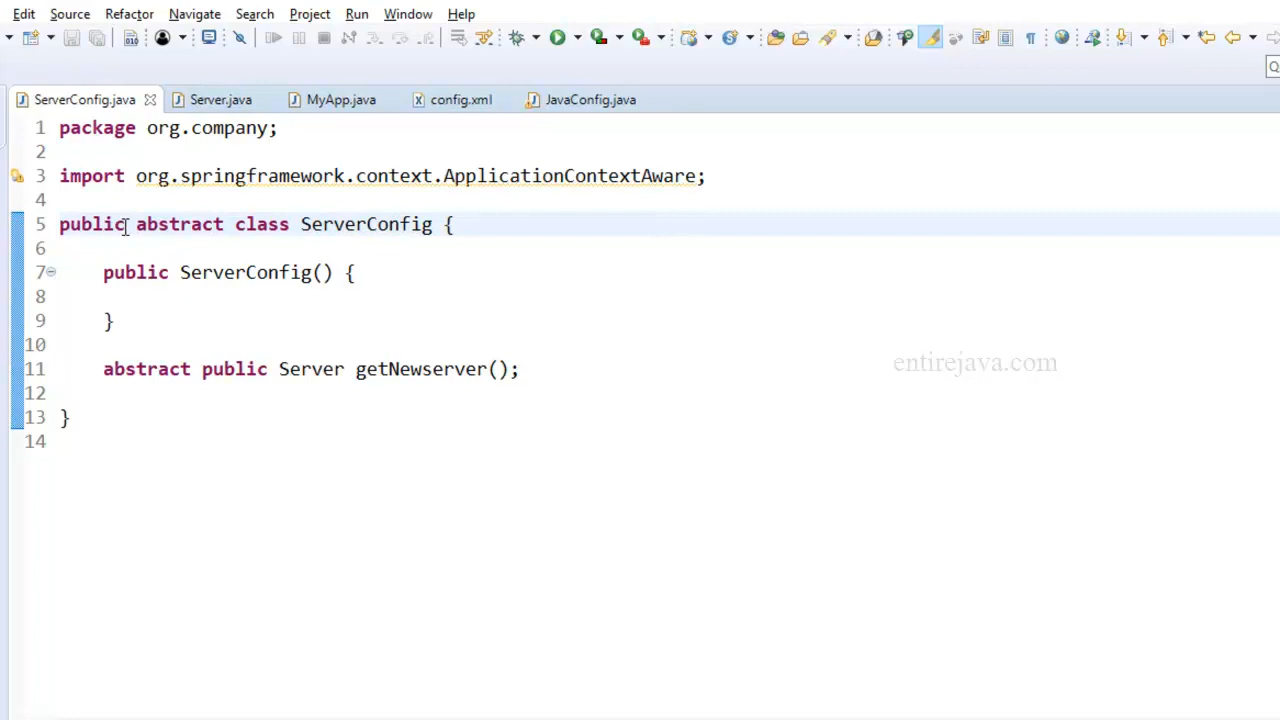 Edit Source Refactor Navigate Search Project Run Window Help
ServerConfig.java Server.java MyApp.java config.xml JavaConfig.java
1 package org.company;
2
3 import org.springframework.context.ApplicationContextAware;
4
5 public abstract class ServerConfig {
6
7 public ServerConfig() {
8
9 }
10
11 abstract public Server getNewserver();
12
13 }
14
entirejava.com